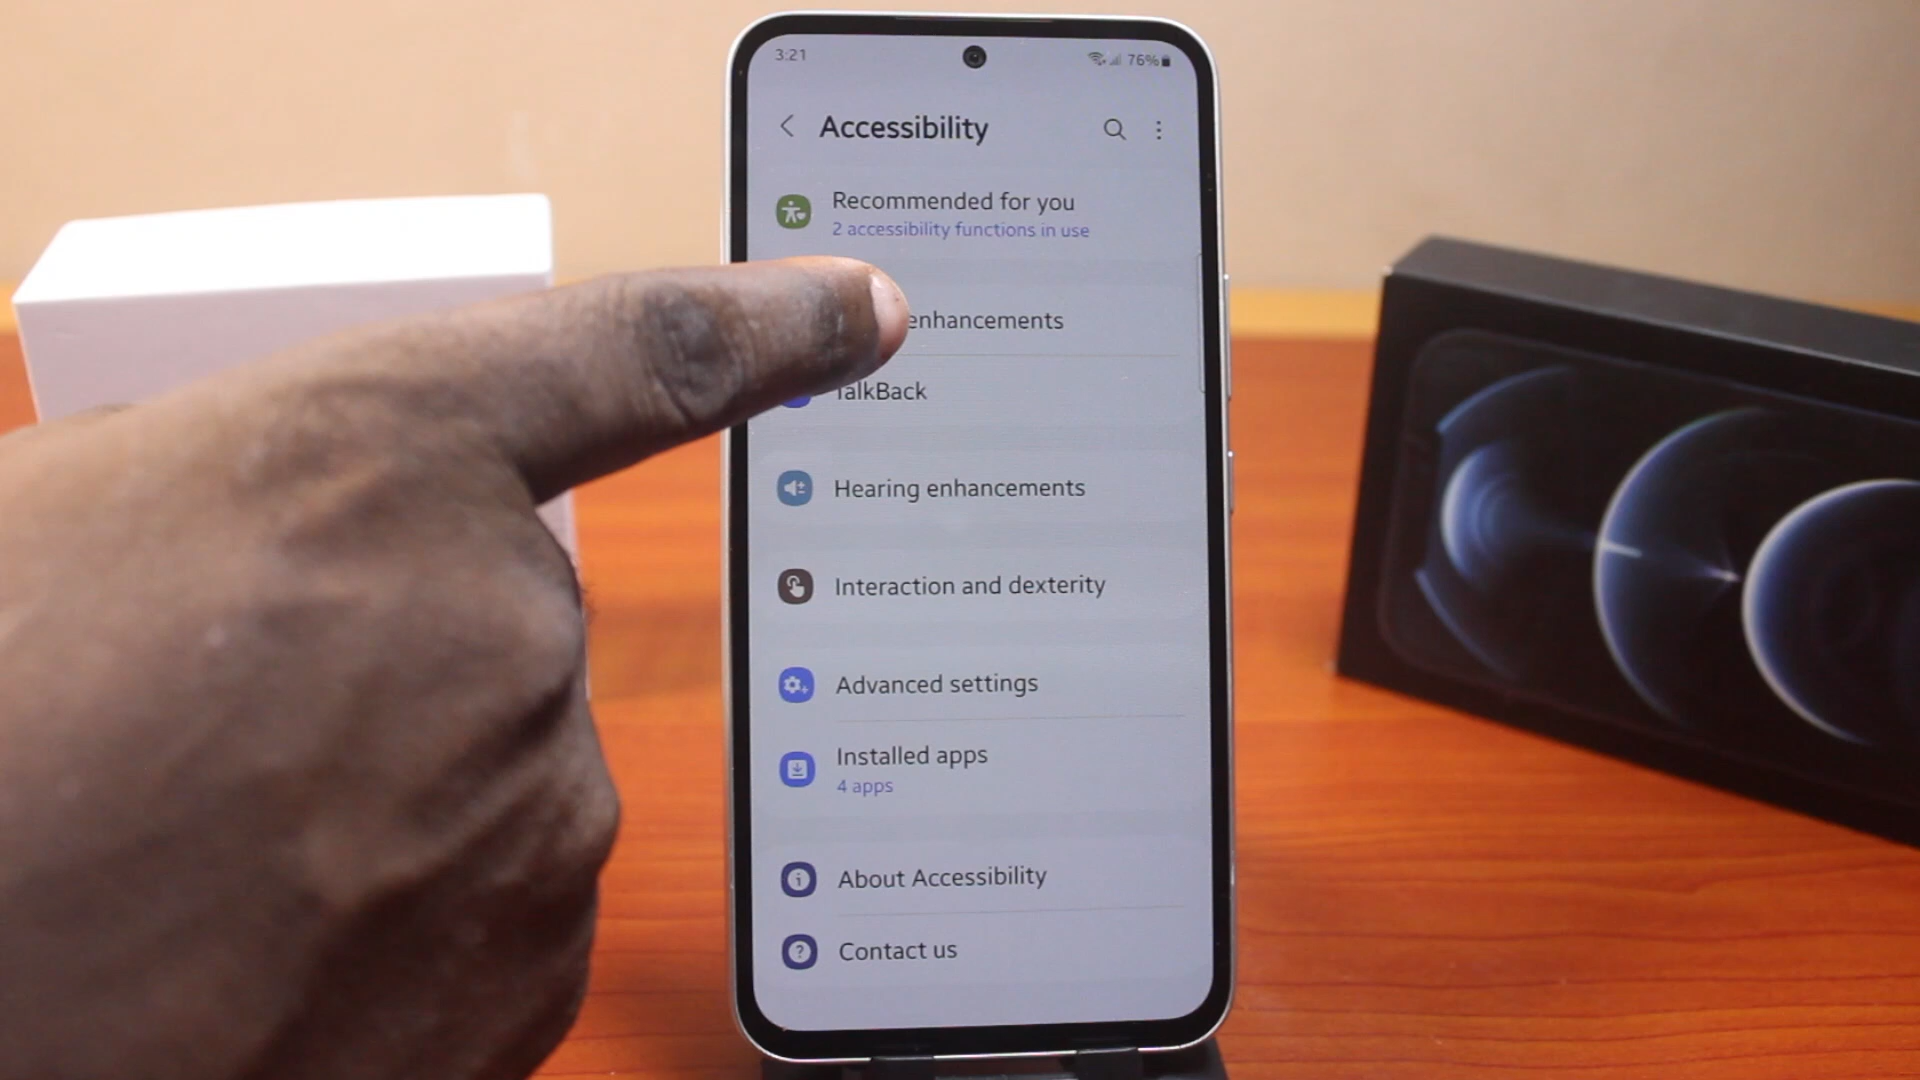 3:21
76%
Accessibility
Recommended for you
2 accessibility functions in use
enhancements
TalkBack
Hearing enhancements
Interaction and dexterity
Advanced settings
Installed apps
4 apps
About Accessibility
Contact us